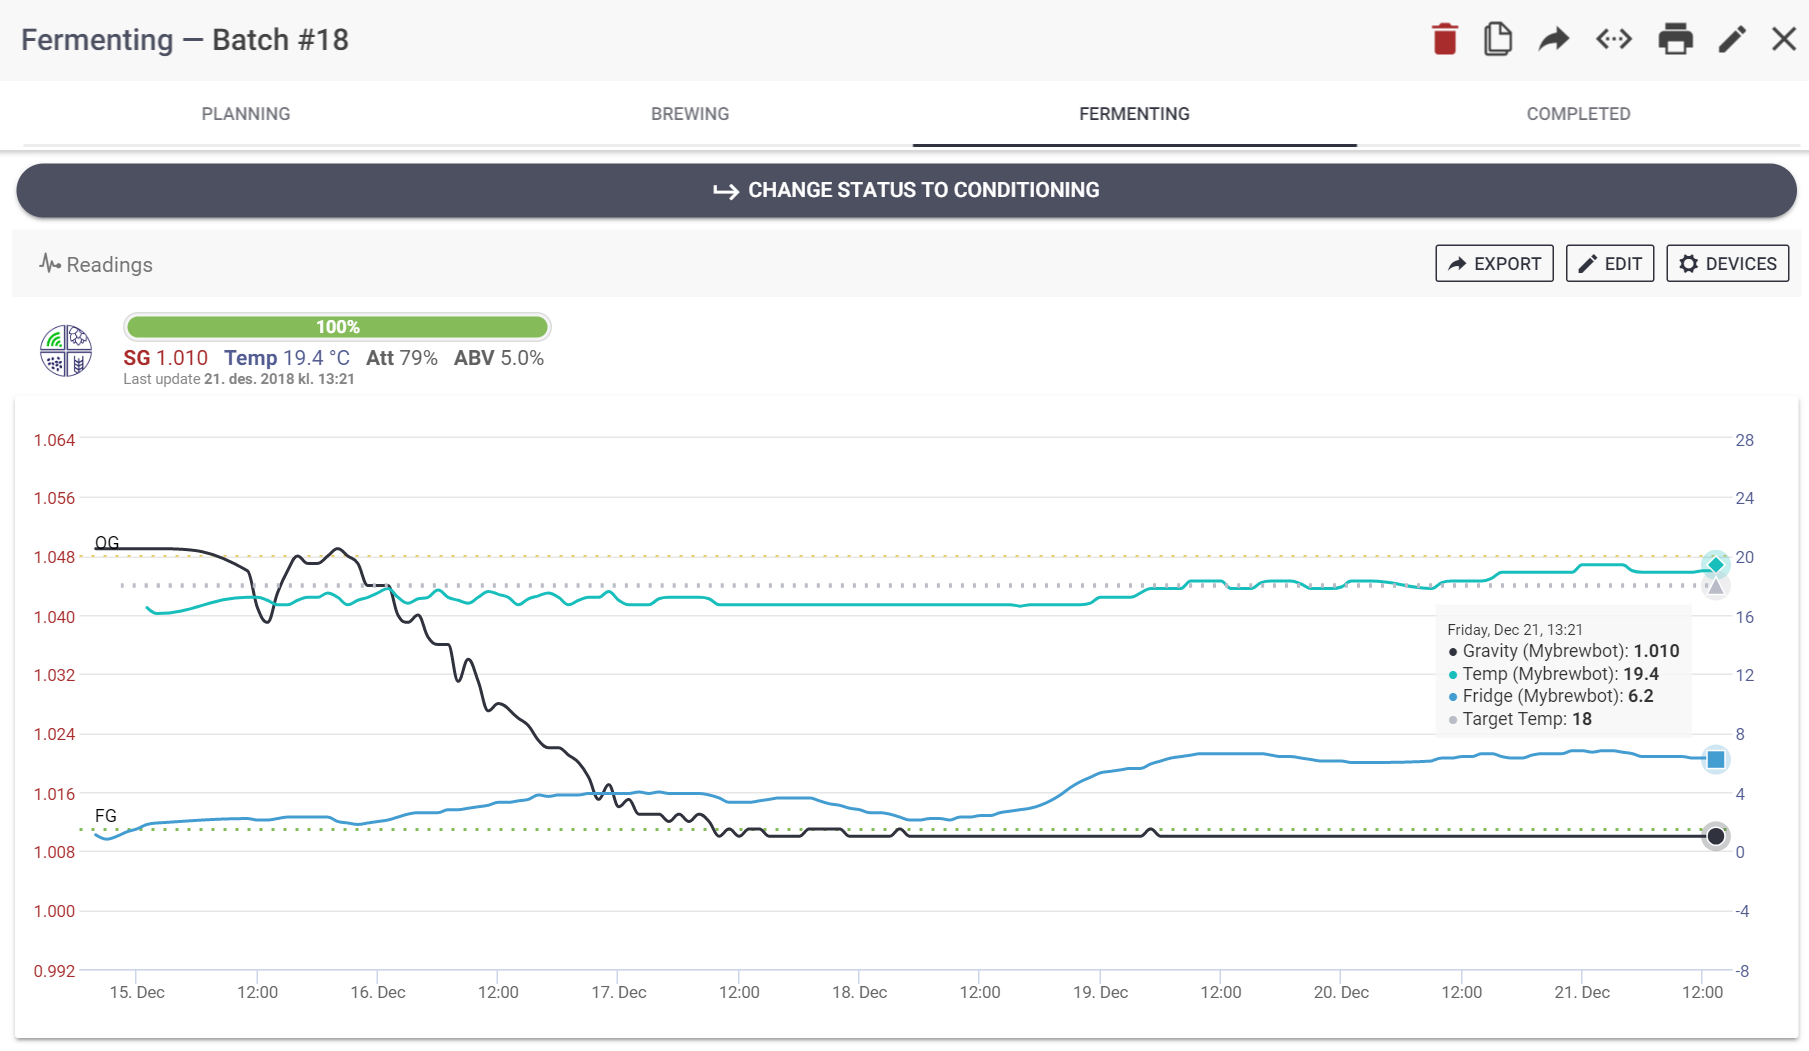 Fermenting — Batch #18
PLANNING
BREWING
FERMENTING
COMPLETED
CHANGE STATUS TO CONDITIONING
Readings
EXPORT
EDIT
DEVICES
100%
SG 1.010 Temp 19.4 °C Att 79% ABV 5.0%
Last update 21. des. 2018 kl. 13:21
1.064
1.056
1.048
1.040
1.032
1.024
1.016
1.008
1.000
0.992
OG
FG
28
24
20
16
12
8
4
0
-4
-8
Friday, Dec 21, 13:21
Gravity (Mybrewbot): 1.010
Temp (Mybrewbot): 19.4
Fridge (Mybrewbot): 6.2
Target Temp: 18
15. Dec
12:00
16. Dec
12:00
17. Dec
12:00
18. Dec
12:00
19. Dec
12:00
20. Dec
12:00
21. Dec
12:00